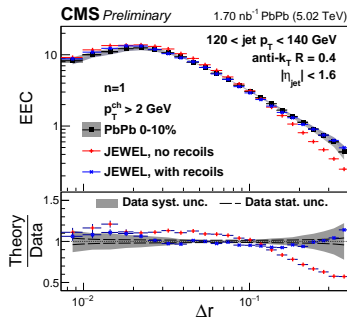 CMS Preliminary 1.70 nb⁻¹ PbPb (5.02 TeV)
120 < jet p_T < 140 GeV
anti-k_T R = 0.4
|η_jet| < 1.6
EEC
10
1
n=1
p_T^ch > 2 GeV
PbPb 0-10%
JEWEL, no recoils
JEWEL, with recoils
Theory
Data
1.5
1.0
0.5
Data syst. unc.
Data stat. unc.
10⁻²
10⁻¹
Δr